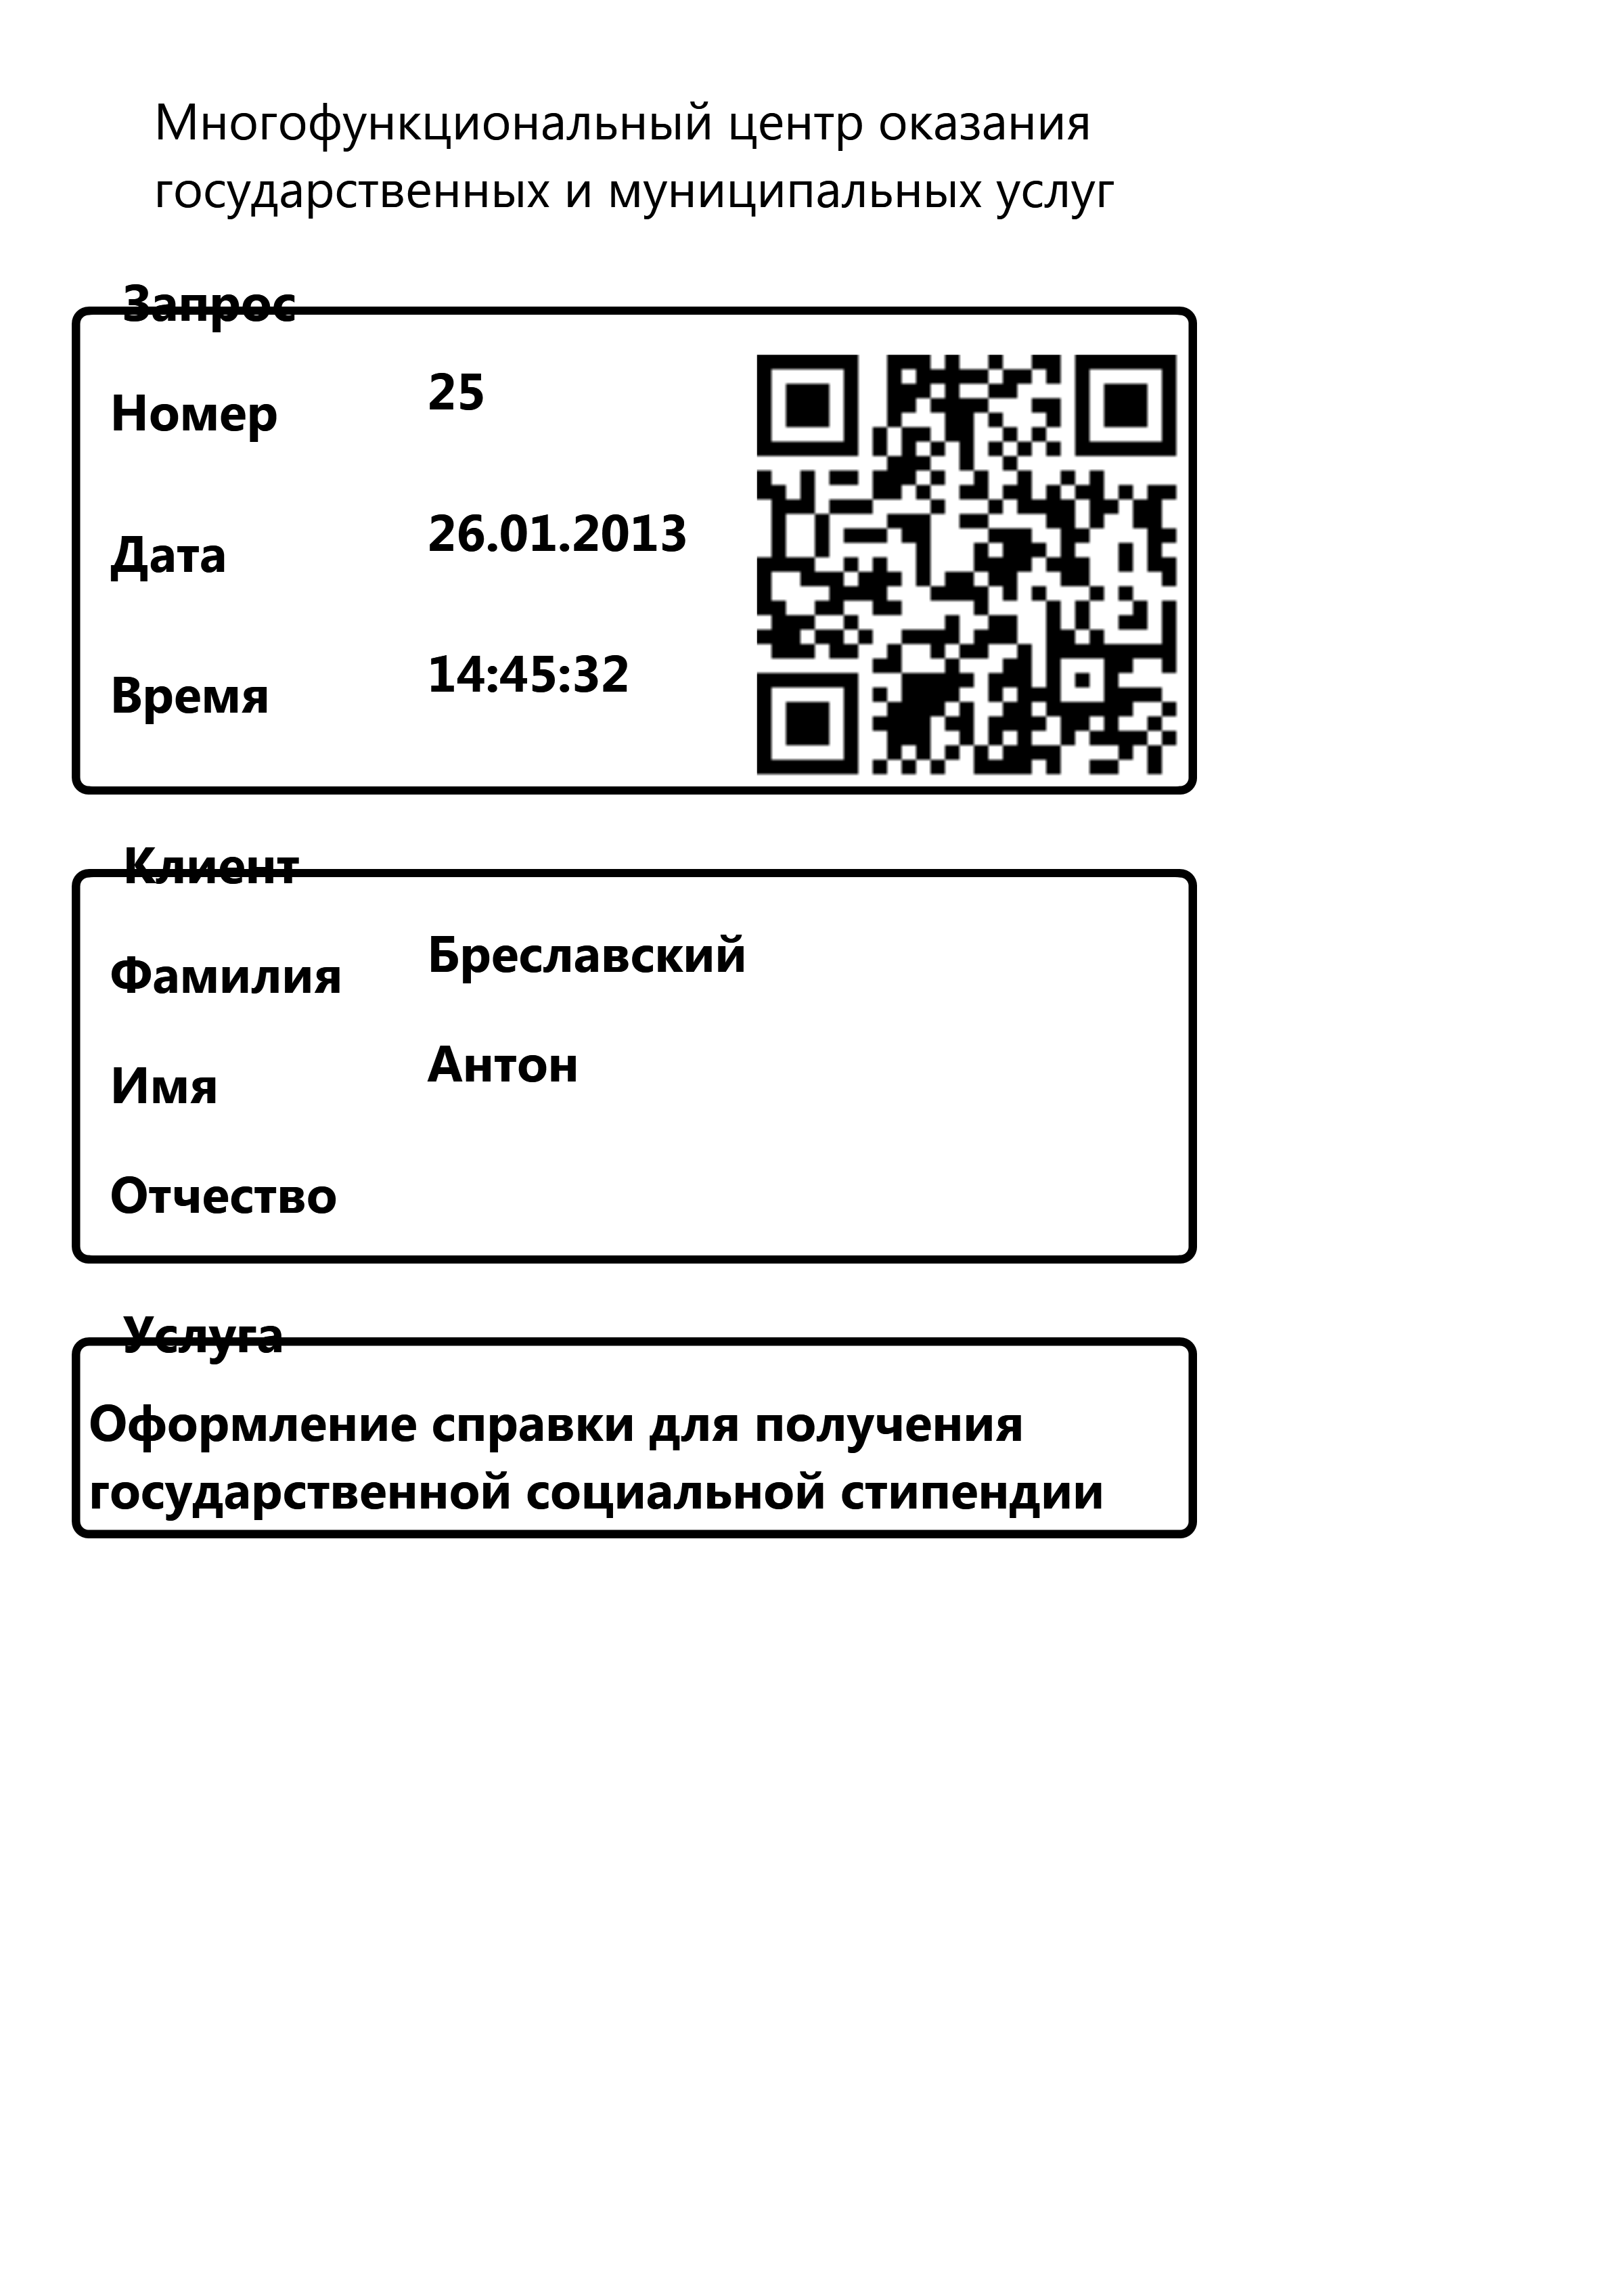 Многофункциональный центр оказания
государственных и муниципальных услуг
Запрос
Номер 25
Дата 26.01.2013
Время 14:45:32
Клиент
Фамилия Бреславский
Имя Антон
Отчество
Услуга
Оформление справки для получения
государственной социальной стипендии